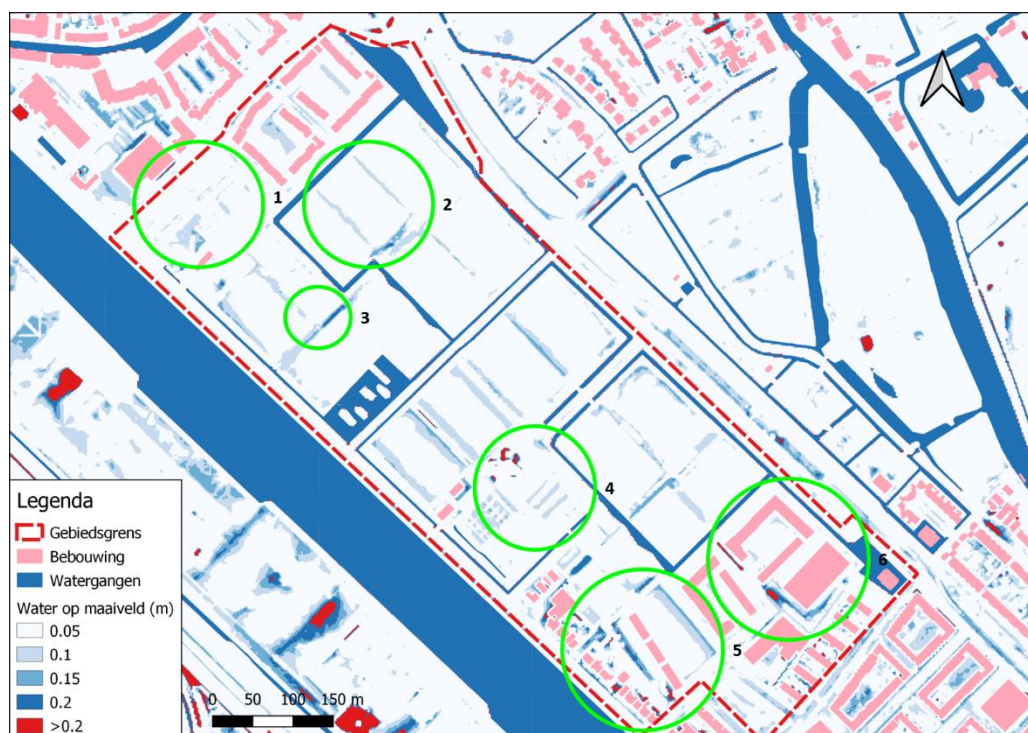 1
2
3
4
5
6
Legenda
Gebiedsgrens
Bebouwing
Watergangen
Water op maaiveld (m)
0.05
0.1
0.15
0.2
>0.2
0 50 100 150 m